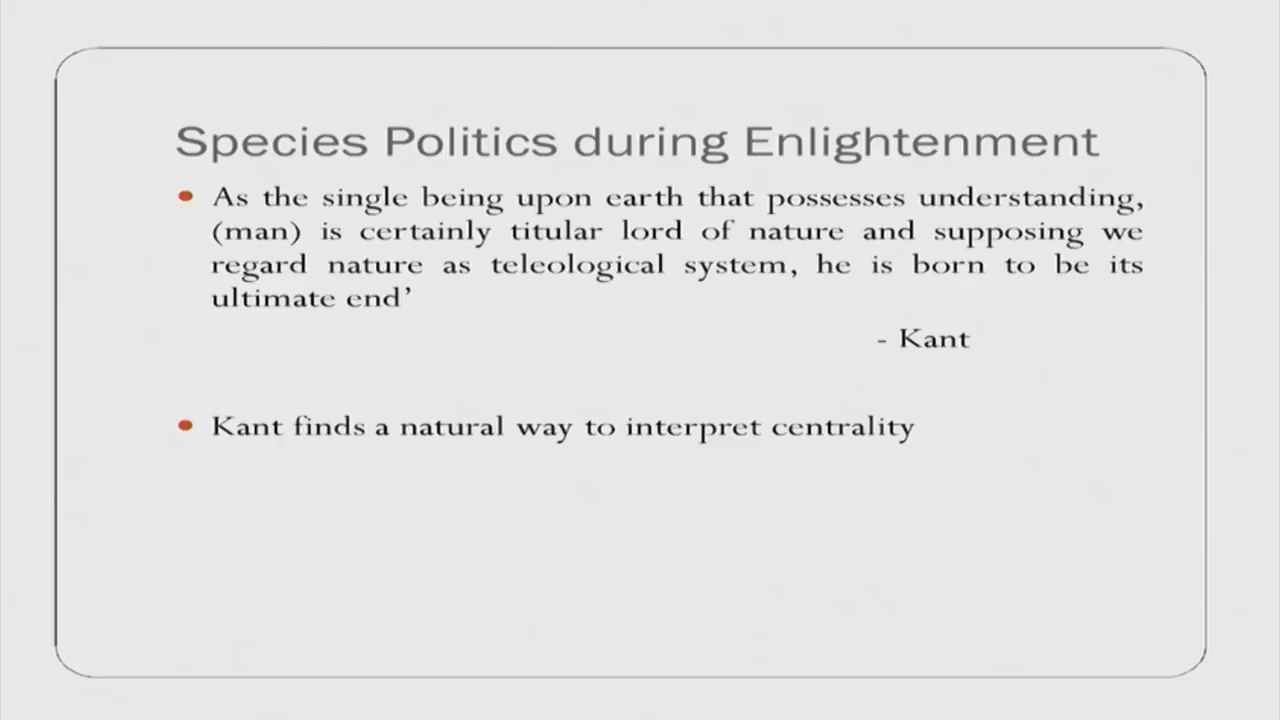 Species Politics during Enlightenment
• As the single being upon earth that possesses understanding,
(man) is certainly titular lord of nature and supposing we
regard nature as teleological system, he is born to be its
ultimate end’
- Kant
• Kant finds a natural way to interpret centrality